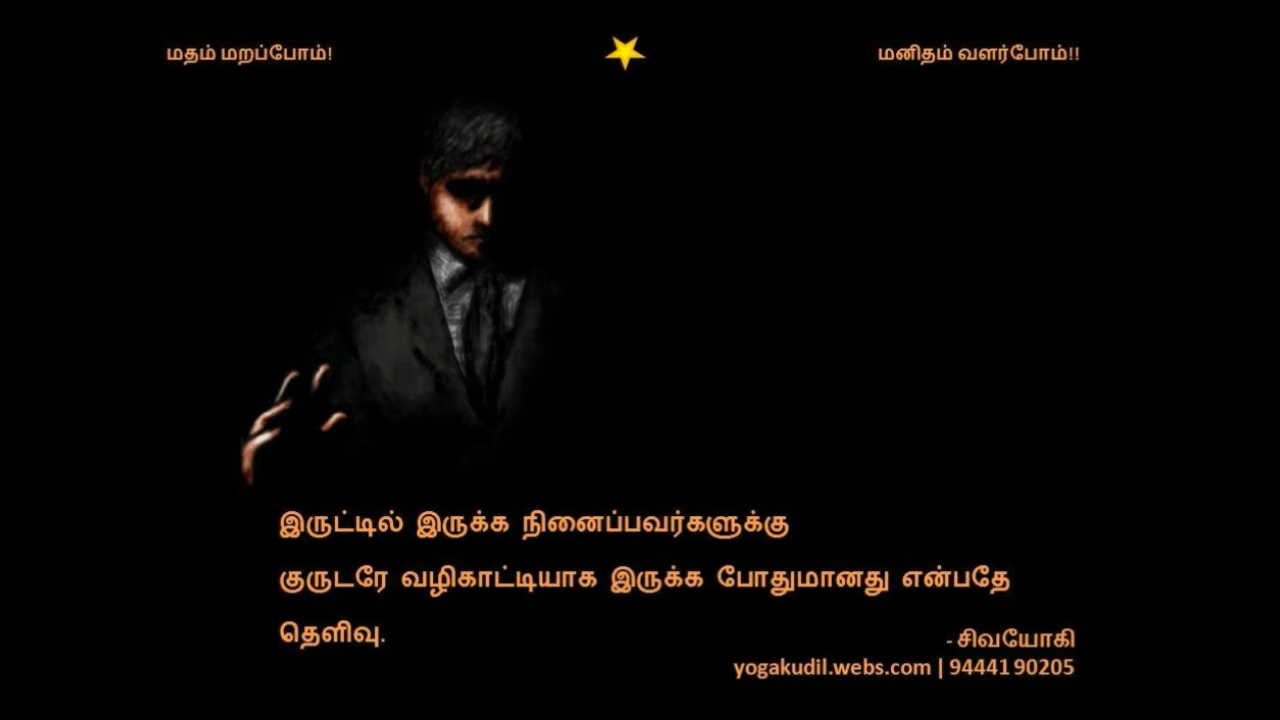 மதம் மறப்போம்!
மனிதம் வளர்போம்!!
இருட்டில் இருக்க நினைப்பவர்களுக்கு
குருடரே வழிகாட்டியாக இருக்க போதுமானது என்பதே
தெளிவு.
- சிவயோகி
yogakudil.webs.com | 94441 90205